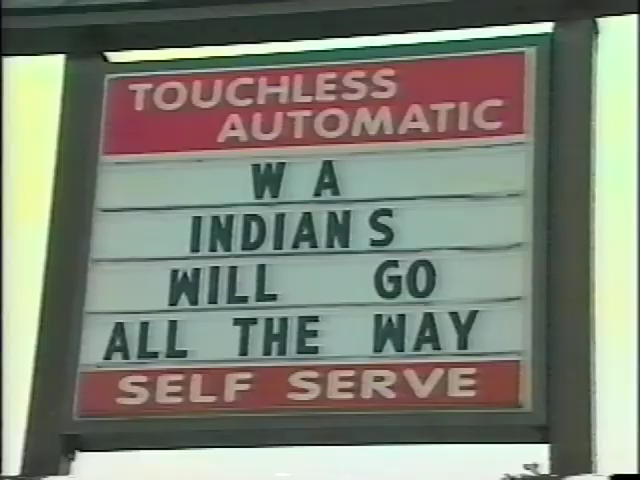 TOUCHLESS
AUTOMATIC
W A
INDIANS
WILL GO
ALL THE WAY
SELF SERVE